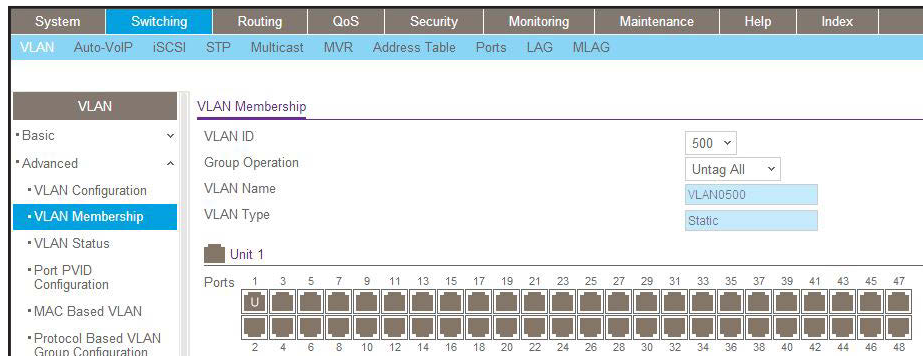 System Switching Routing QoS Security Monitoring Maintenance Help Index
VLAN Auto-VoIP iSCSI STP Multicast MVR Address Table Ports LAG MLAG
VLAN
Basic
Advanced
VLAN Configuration
VLAN Membership
VLAN Status
Port PVID
Configuration
MAC Based VLAN
Protocol Based VLAN
Group Configuration
VLAN Membership
VLAN ID 500
Group Operation Untag All
VLAN Name VLAN0500
VLAN Type Static
Unit 1
Ports 1 3 5 7 9 11 13 15 17 19 21 23 25 27 29 31 33 35 37 39 41 43 45 47
U
2 4 6 8 10 12 14 16 18 20 22 24 26 28 30 32 34 36 38 40 42 44 46 48